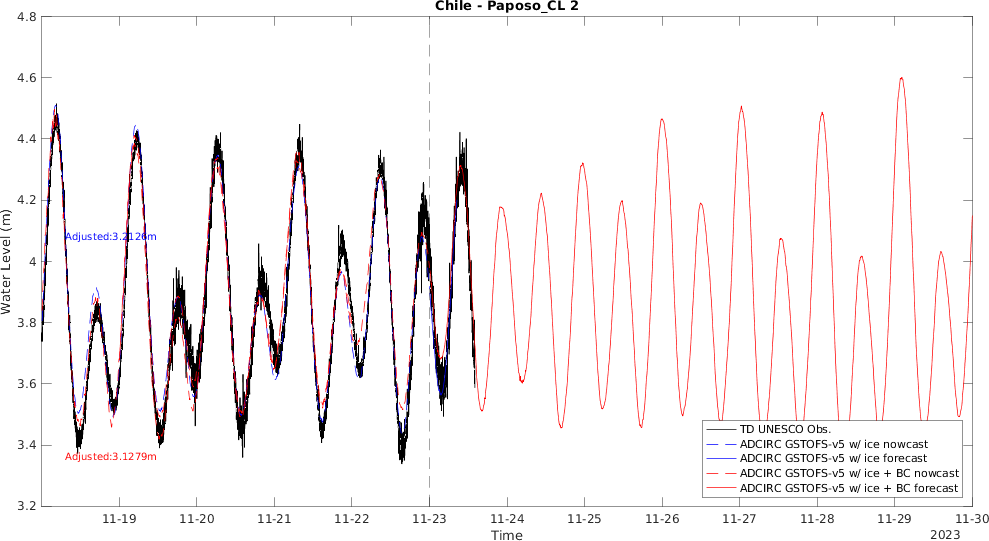 Chile - Paposo_CL 2
4.8
4.6
4.4
4.2
4
3.8
3.6
3.4
3.2
Water Level (m)
Adjusted:3.2126m
Adjusted:3.1279m
TD UNESCO Obs.
ADCIRC GSTOFS-v5 w/ ice nowcast
ADCIRC GSTOFS-v5 w/ ice forecast
ADCIRC GSTOFS-v5 w/ ice + BC nowcast
ADCIRC GSTOFS-v5 w/ ice + BC forecast
11-19 11-20 11-21 11-22 11-23 11-24 11-25 11-26 11-27 11-28 11-29 11-30
Time
2023